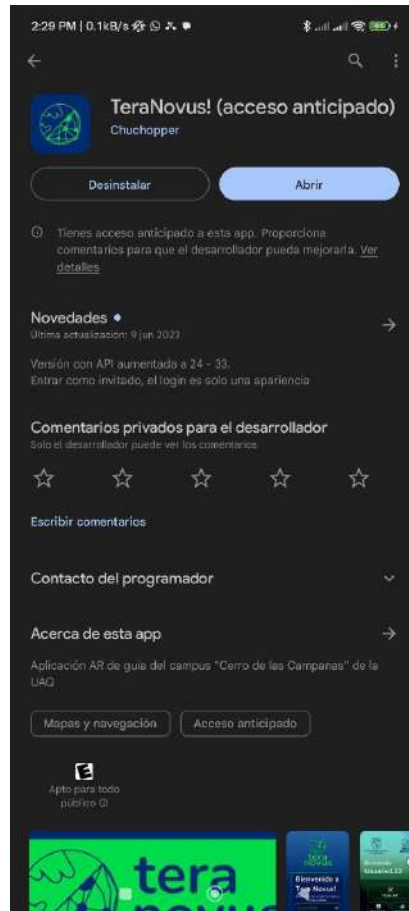 2:29 PM | 0.1kB/s
TeraNovus! (acceso anticipado)
Chuchopper
Desinstalar
Abrir
Tienes acceso anticipado a esta app. Proporciona
comentarios para que el desarrollador pueda mejorarla. Ver
detalles
Novedades
Última actualización: 9 jun 2023
Versión con API aumentada a 24 - 33.
Entrar como invitado, el login es solo una apariencia
Comentarios privados para el desarrollador
Solo el desarrollador puede ver los comentarios.
Escribir comentarios
Contacto del programador
Acerca de esta app
Aplicación AR de guia del campus "Cerro de las Campanas" de la
UAQ
Mapas y navegación
Acceso anticipado
E
Apto para todo
público
tera
novus
tera
novus
Bienvenido a
Tera Novus!